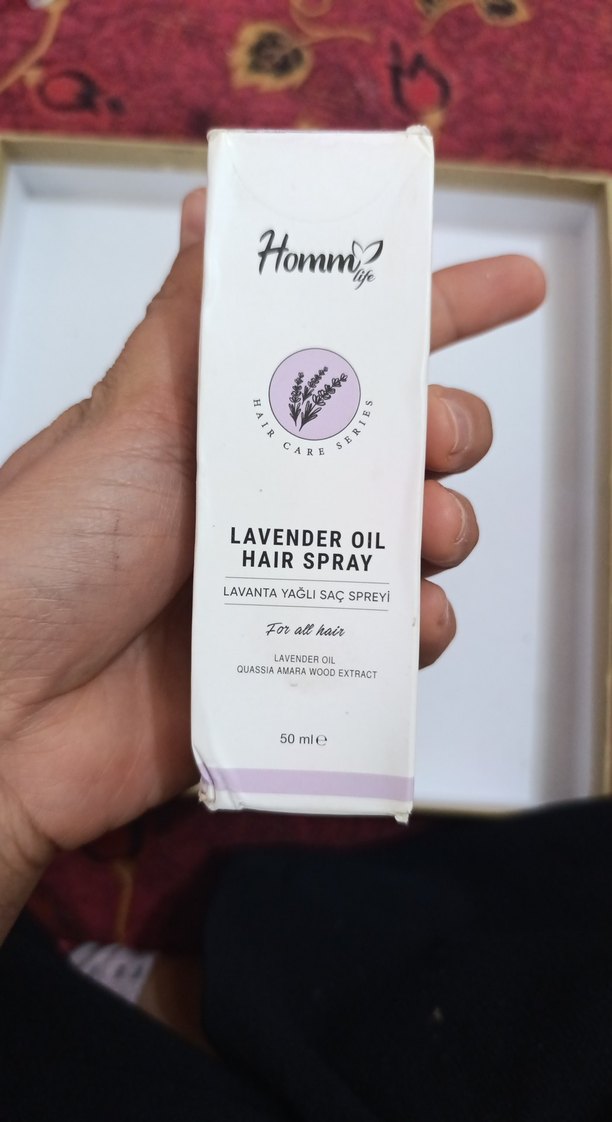 Homm
life
HAIR CARE SERIES
LAVENDER OIL
HAIR SPRAY
LAVANTA YAĞLI SAÇ SPREYİ
For all hair
LAVENDER OIL
QUASSIA AMARA WOOD EXTRACT
50 ml ℮